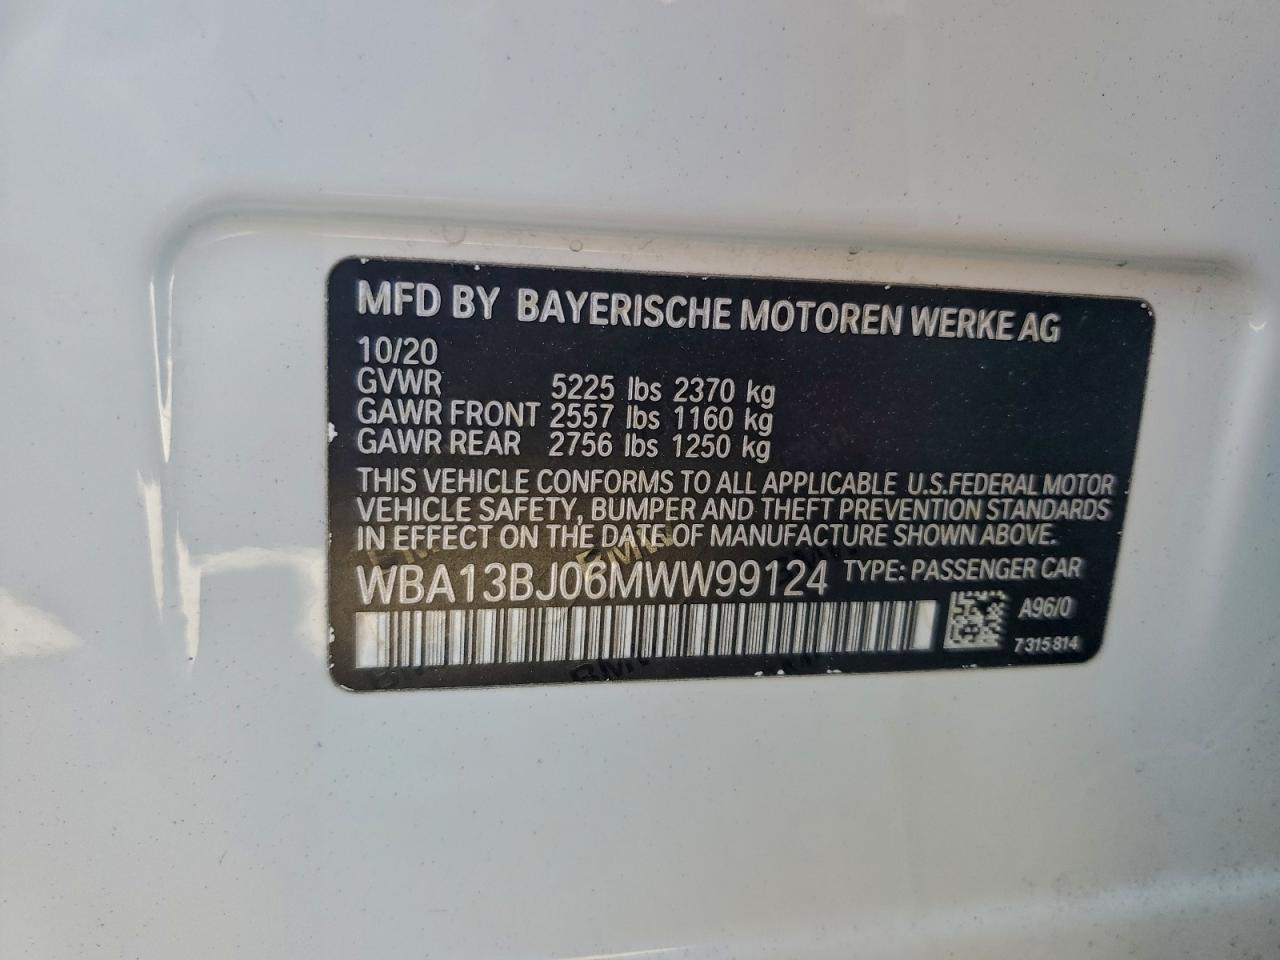 MFD BY BAYERISCHE MOTOREN WERKE AG
10/20
GVWR 5225 lbs 2370 kg
GAWR FRONT 2557 lbs 1160 kg
GAWR REAR 2756 lbs 1250 kg
THIS VEHICLE CONFORMS TO ALL APPLICABLE U.S.FEDERAL MOTOR
VEHICLE SAFETY, BUMPER AND THEFT PREVENTION STANDARDS
IN EFFECT ON THE DATE OF MANUFACTURE SHOWN ABOVE.
WBA13BJ06MWW99124 TYPE: PASSENGER CAR
A96/0
7315814